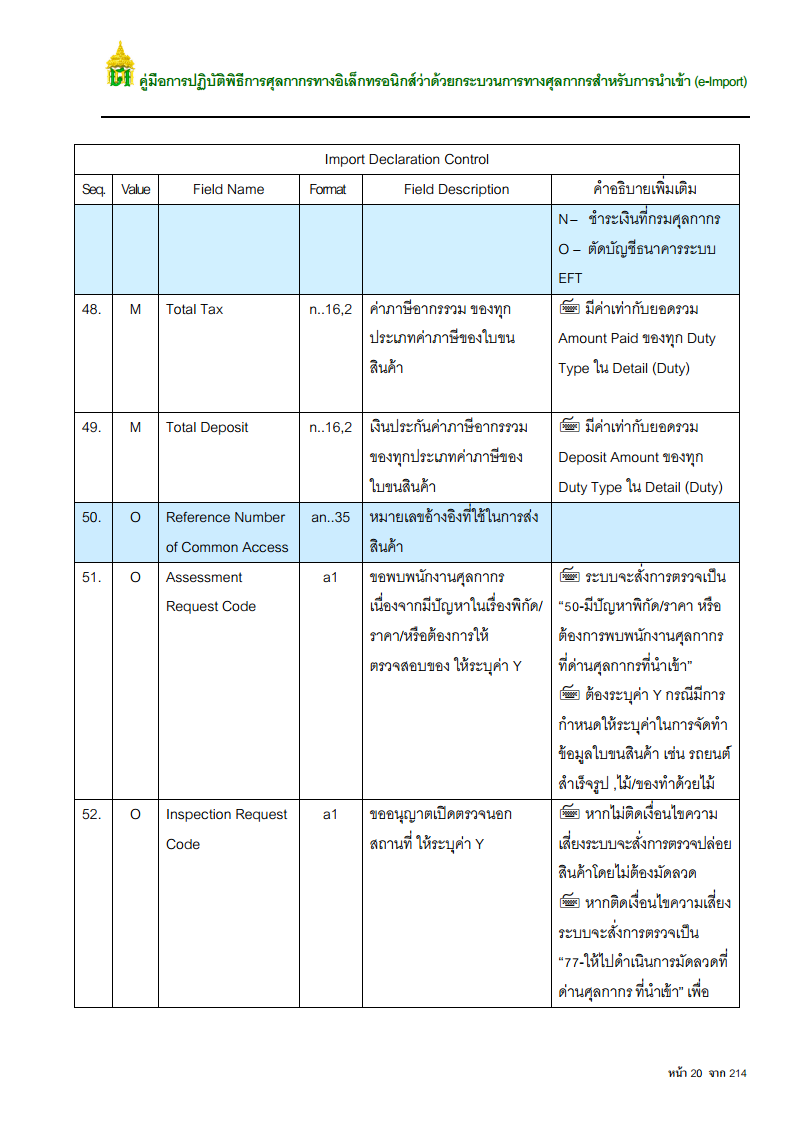 คู่มือการปฏิบัติพิธีการศุลกากรทางอิเล็กทรอนิกส์ว่าด้วยกระบวนการทางศุลกากรสำหรับการนำเข้า (e-Import)
Import Declaration Control
Seq. Value Field Name Format Field Description คำอธิบายเพิ่มเติม
N – ชำระเงินที่กรมศุลกากร
O – ตัดบัญชีธนาคารระบบ
EFT
48. M Total Tax n..16,2 ค่าภาษีอากรรวม ของทุก มีค่าเท่ากับยอดรวม
ประเภทค่าภาษีของใบขน Amount Paid ของทุก Duty
สินค้า Type ใน Detail (Duty)
49. M Total Deposit n..16,2 เงินประกันค่าภาษีอากรรวม มีค่าเท่ากับยอดรวม
ของทุกประเภทค่าภาษีของ Deposit Amount ของทุก
ใบขนสินค้า Duty Type ใน Detail (Duty)
50. O Reference Number an..35 หมายเลขอ้างอิงที่ใช้ในการส่ง
of Common Access สินค้า
51. O Assessment a1 ขอพบพนักงานศุลกากร ระบบจะสั่งการตรวจเป็น
Request Code เนื่องจากมีปัญหาในเรื่องพิกัด/ “50-มีปัญหาพิกัด/ราคา หรือ
ราคา/หรือต้องการให้ ต้องการพบพนักงานศุลกากร
ตรวจสอบของ ให้ระบุค่า Y ที่ด่านศุลกากรที่นำเข้า”
ต้องระบุค่า Y กรณีมีการ
กำหนดให้ระบุค่าในการจัดทำ
ข้อมูลใบขนสินค้า เช่น รถยนต์
สำเร็จรูป ,ไม้/ของทำด้วยไม้
52. O Inspection Request a1 ขออนุญาตเปิดตรวจนอก หากไม่ติดเงื่อนไขความ
Code สถานที่ ให้ระบุค่า Y เสี่ยงระบบจะสั่งการตรวจปล่อย
สินค้าโดยไม่ต้องมัดลวด
หากติดเงื่อนไขความเสี่ยง
ระบบจะสั่งการตรวจเป็น
“77-ให้ไปดำเนินการมัดลวดที่
ด่านศุลกากร ที่นำเข้า” เพื่อ
หน้า 20 จาก 214